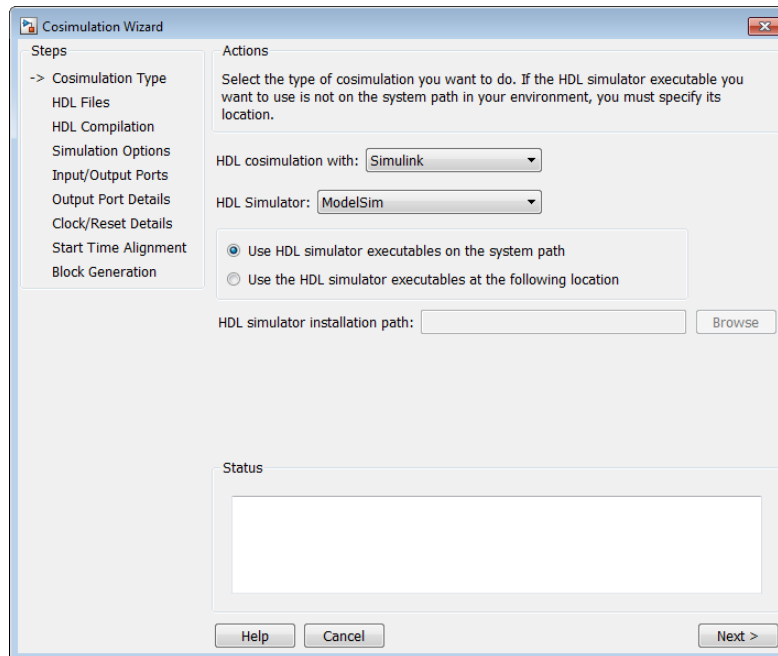 Cosimulation Wizard
Steps
-> Cosimulation Type
HDL Files
HDL Compilation
Simulation Options
Input/Output Ports
Output Port Details
Clock/Reset Details
Start Time Alignment
Block Generation
Actions
Select the type of cosimulation you want to do. If the HDL simulator executable you
want to use is not on the system path in your environment, you must specify its
location.
HDL cosimulation with: Simulink
HDL Simulator: ModelSim
Use HDL simulator executables on the system path
Use the HDL simulator executables at the following location
HDL simulator installation path: Browse
Status
Help Cancel Next >